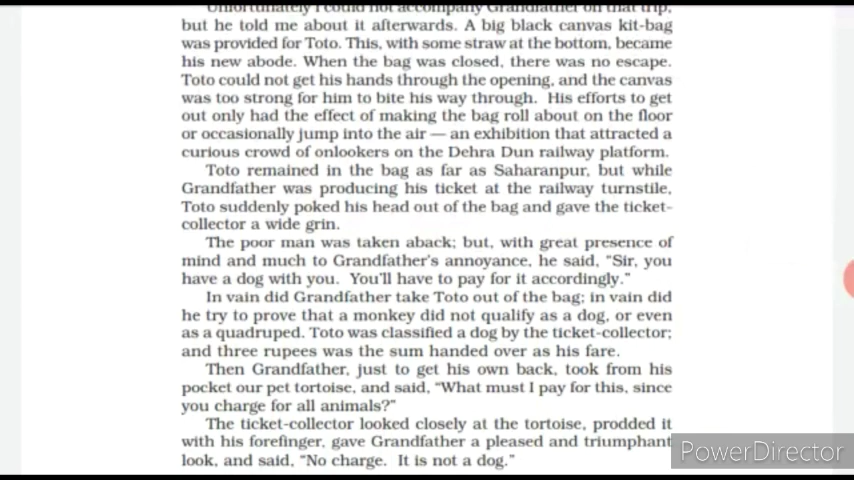 Unfortunately I could not accompany Grandfather on that trip,
but he told me about it afterwards. A big black canvas kit-bag
was provided for Toto. This, with some straw at the bottom, became
his new abode. When the bag was closed, there was no escape.
Toto could not get his hands through the opening, and the canvas
was too strong for him to bite his way through. His efforts to get
out only had the effect of making the bag roll about on the floor
or occasionally jump into the air — an exhibition that attracted a
curious crowd of onlookers on the Dehra Dun railway platform.
Toto remained in the bag as far as Saharanpur, but while
Grandfather was producing his ticket at the railway turnstile,
Toto suddenly poked his head out of the bag and gave the ticket-
collector a wide grin.
The poor man was taken aback; but, with great presence of
mind and much to Grandfather's annoyance, he said, “Sir, you
have a dog with you. You'll have to pay for it accordingly.”
In vain did Grandfather take Toto out of the bag; in vain did
he try to prove that a monkey did not qualify as a dog, or even
as a quadruped. Toto was classified a dog by the ticket-collector;
and three rupees was the sum handed over as his fare.
Then Grandfather, just to get his own back, took from his
pocket our pet tortoise, and said, “What must I pay for this, since
you charge for all animals?”
The ticket-collector looked closely at the tortoise, prodded it
with his forefinger, gave Grandfather a pleased and triumphant
look, and said, “No charge. It is not a dog.”
PowerDirector